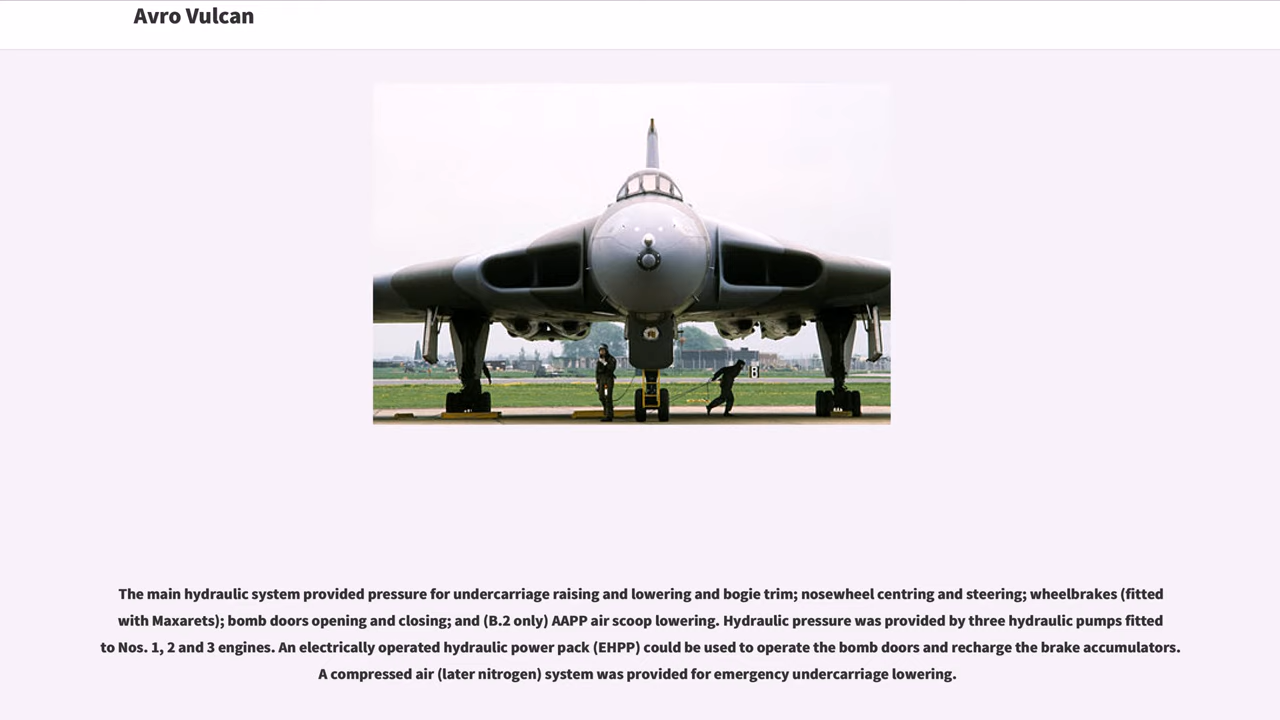 Avro Vulcan
8
The main hydraulic system provided pressure for undercarriage raising and lowering and bogie trim; nosewheel centring and steering; wheelbrakes (fitted
with Maxarets); bomb doors opening and closing; and (B.2 only) AAPP air scoop lowering. Hydraulic pressure was provided by three hydraulic pumps fitted
to Nos. 1, 2 and 3 engines. An electrically operated hydraulic power pack (EHPP) could be used to operate the bomb doors and recharge the brake accumulators.
A compressed air (later nitrogen) system was provided for emergency undercarriage lowering.